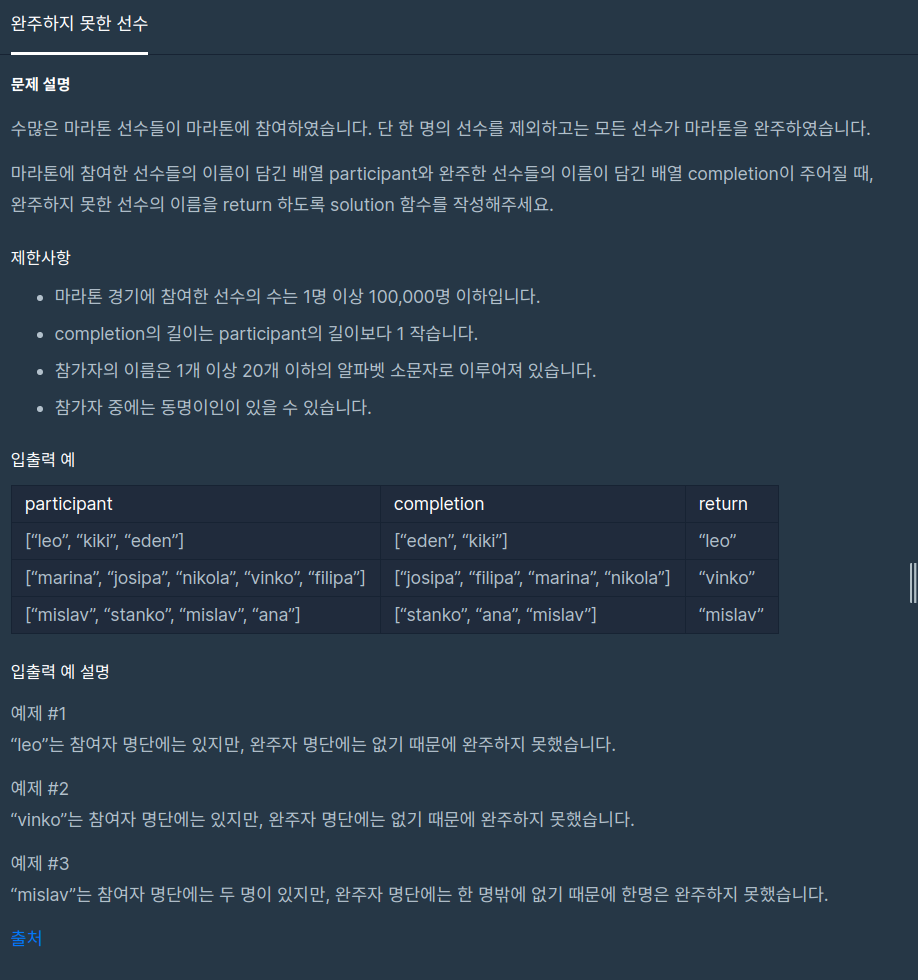 완주하지 못한 선수
문제 설명
수많은 마라톤 선수들이 마라톤에 참여하였습니다. 단 한 명의 선수를 제외하고는 모든 선수가 마라톤을 완주하였습니다.
마라톤에 참여한 선수들의 이름이 담긴 배열 participant와 완주한 선수들의 이름이 담긴 배열 completion이 주어질 때,
완주하지 못한 선수의 이름을 return 하도록 solution 함수를 작성해주세요.
제한사항
• 마라톤 경기에 참여한 선수의 수는 1명 이상 100,000명 이하입니다.
• completion의 길이는 participant의 길이보다 1 작습니다.
• 참가자의 이름은 1개 이상 20개 이하의 알파벳 소문자로 이루어져 있습니다.
• 참가자 중에는 동명이인이 있을 수 있습니다.
입출력 예
participant completion return
[“leo”, “kiki”, “eden”] [“eden”, “kiki”] “leo”
[“marina”, “josipa”, “nikola”, “vinko”, “filipa”] [“josipa”, “filipa”, “marina”, “nikola”] “vinko”
[“mislav”, “stanko”, “mislav”, “ana”] [“stanko”, “ana”, “mislav”] “mislav”
입출력 예 설명
예제 #1
“leo”는 참여자 명단에는 있지만, 완주자 명단에는 없기 때문에 완주하지 못했습니다.
예제 #2
“vinko”는 참여자 명단에는 있지만, 완주자 명단에는 없기 때문에 완주하지 못했습니다.
예제 #3
“mislav”는 참여자 명단에는 두 명이 있지만, 완주자 명단에는 한 명밖에 없기 때문에 한명은 완주하지 못했습니다.
출처